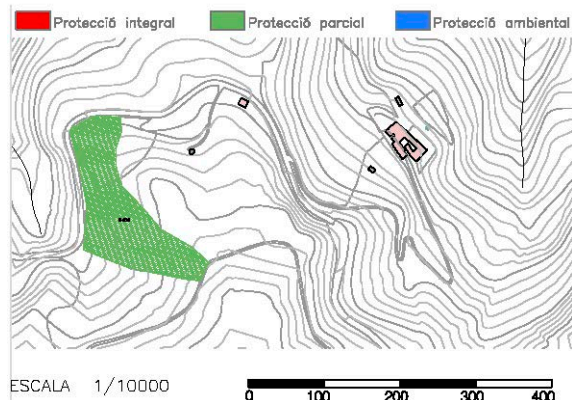 Protecció integral Protecció parcial Protecció ambiental
ESCALA 1/10000
0 100 200 300 400